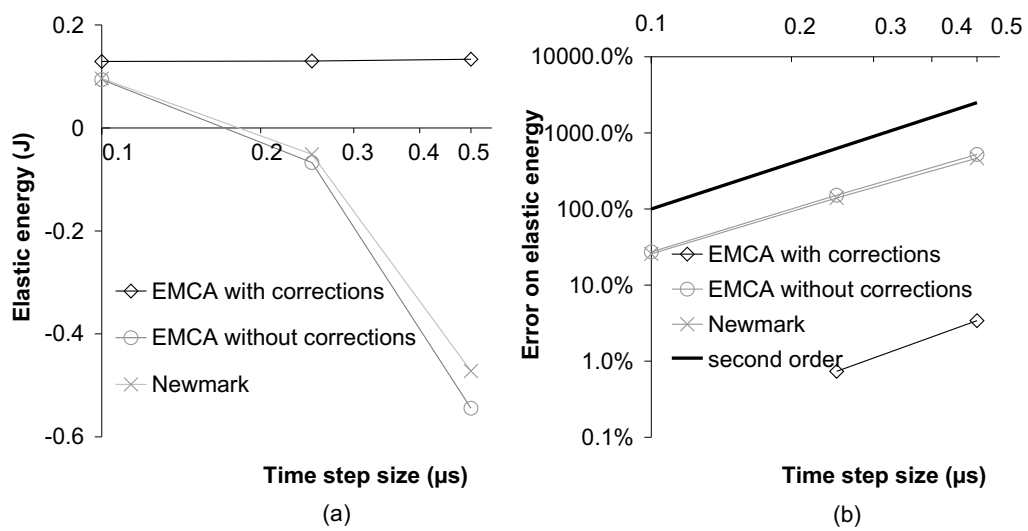 0.2
0
-0.2
-0.4
-0.6
0.1
0.2
0.3
0.4
0.5
Elastic energy (J)
EMCA with corrections
EMCA without corrections
Newmark
Time step size (µs)
(a)
0.1
0.2
0.3
0.4
0.5
10000.0%
1000.0%
100.0%
10.0%
1.0%
0.1%
Error on elastic energy
EMCA with corrections
EMCA without corrections
Newmark
second order
Time step size (µs)
(b)